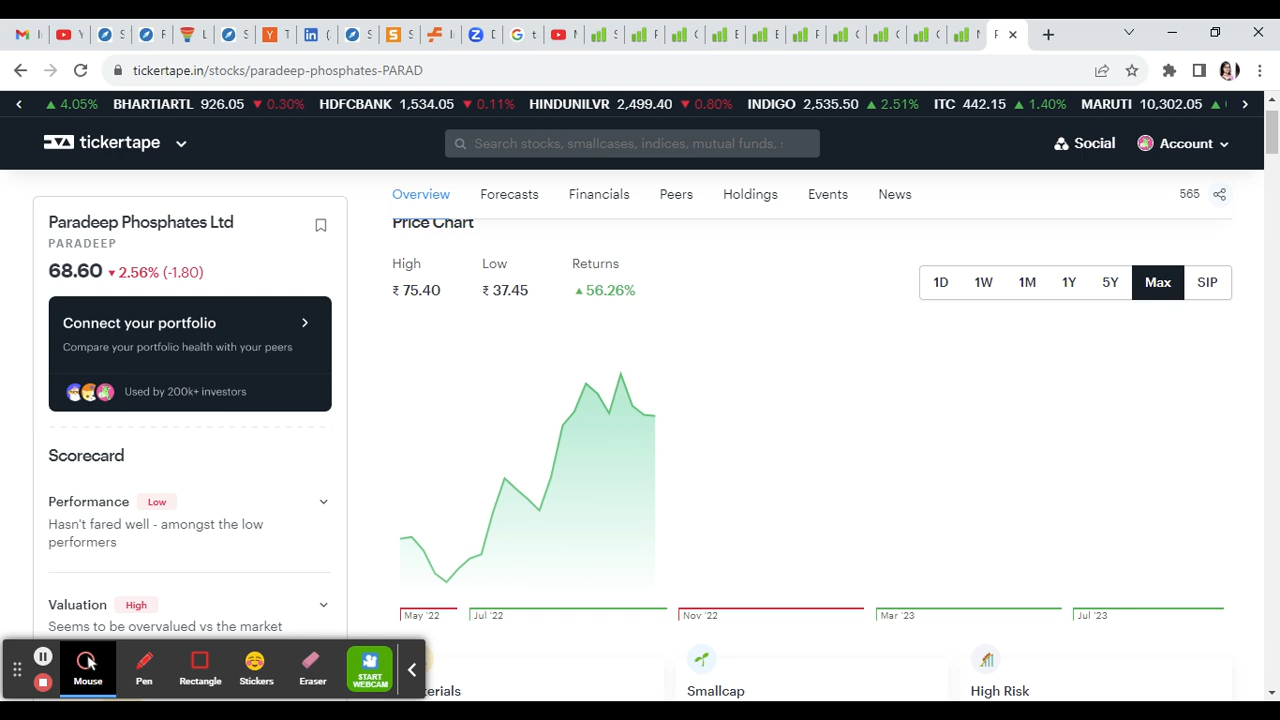 tickertape.in/stocks/paradeep-phosphates-PARAD
4.05% BHARTIARTL 926.05 0.30% HDFCBANK 1,534.05 0.11% HINDUNILVR 2,499.40 0.80% INDIGO 2,535.50 2.51% ITC 442.15 1.40% MARUTI 10,302.05
tickertape
Search stocks, smallcases, indices, mutual funds,
Social
Account
Overview Forecasts Financials Peers Holdings Events News
565
Paradeep Phosphates Ltd
PARADEEP
68.60 2.56% (-1.80)
Connect your portfolio
Compare your portfolio health with your peers
Used by 200k+ investors
Scorecard
Performance Low
Hasn't fared well - amongst the low
performers
Valuation High
Seems to be overvalued vs the market
Price Chart
High Low Returns
₹ 75.40 ₹ 37.45 56.26%
1D 1W 1M 1Y 5Y Max SIP
May '22 Jul '22 Nov '22 Mar '23 Jul '23
Smallcap
High Risk
Mouse Pen Rectangle Stickers Eraser
START
WEBCAM